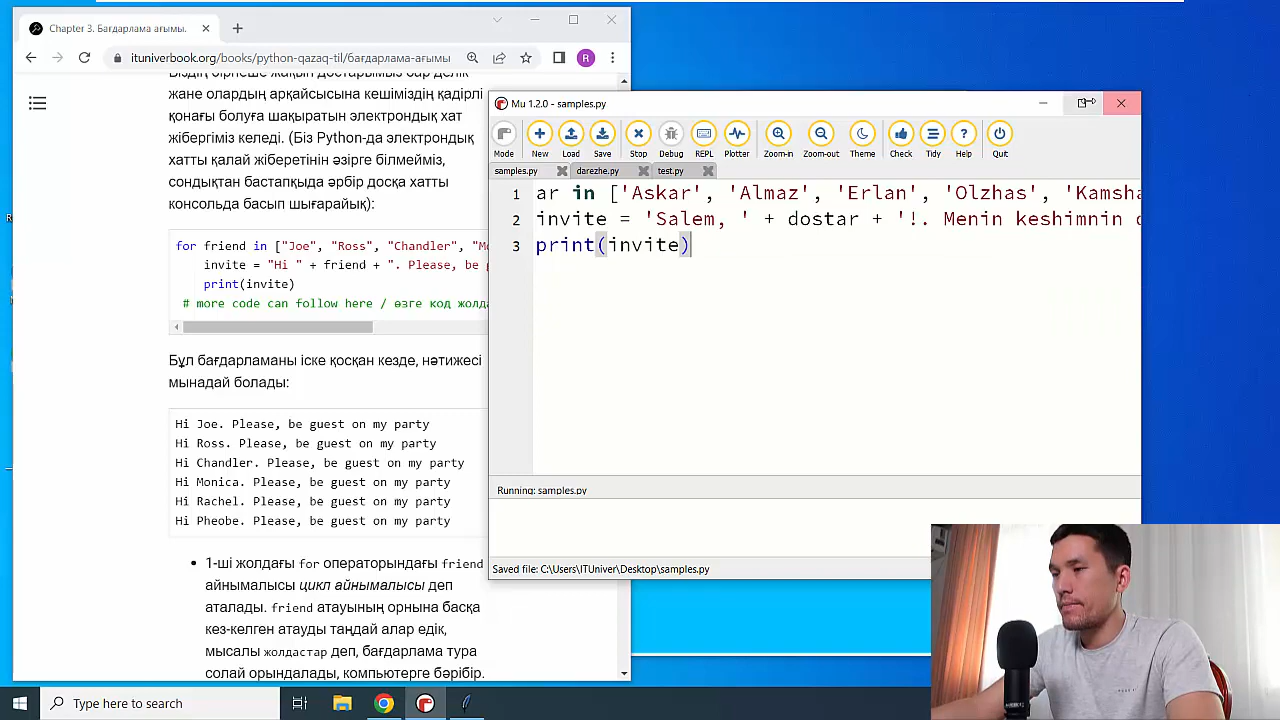 Chapter 3. Бағдарлама ағымы.
ituniverbook.org/books/python-qazaq-til/бағдарлама-ағымы
R
Біздің бірнеше жақын достарымыз бар делік
және олардың арқайсысына кешіміздің қадірлі
қонағы болуға шақыратын электрондық хат
жібергіміз келеді. (Біз Python-да электрондық
хатты қалай жіберетінін әзірге білмейміз,
сондықтан бастапқыда әрбір досқа хатты
консольда басып шығарайық):
for friend in ["Joe", "Ross", "Chandler", "Mo
invite = "Hi " + friend + ". Please, be g
print(invite)
# more code can follow here / өзге код жолда
Бұл бағдарламаны іске қосқан кезде, нәтижесі
мынадай болады:
Hi Joe. Please, be guest on my party
Hi Ross. Please, be guest on my party
Hi Chandler. Please, be guest on my party
Hi Monica. Please, be guest on my party
Hi Rachel. Please, be guest on my party
Hi Pheobe. Please, be guest on my party
• 1-ші жолдағы for операторындағы friend
айнымалысы цикл айнымалысы деп
аталады. friend атауының орнына басқа
кез-келген атауды таңдай алар едік,
мысалы жолдастар деп, бағдарлама тура
солай орындалады, компьютерге бәрібір.
Mu 1.2.0 - samples.py
Mode New Load Save Stop Debug REPL Plotter Zoom-in Zoom-out Theme Check Tidy Help Quit
samples.py darezhe.py test.py
1 ar in ['Askar', 'Almaz', 'Erlan', 'Olzhas', 'Kamsha
2 invite = 'Salem, ' + dostar + '!. Menin keshimnin
3 print(invite)
Running: samples.py
Saved file: C:\Users\ITUniver\Desktop\samples.py
Type here to search